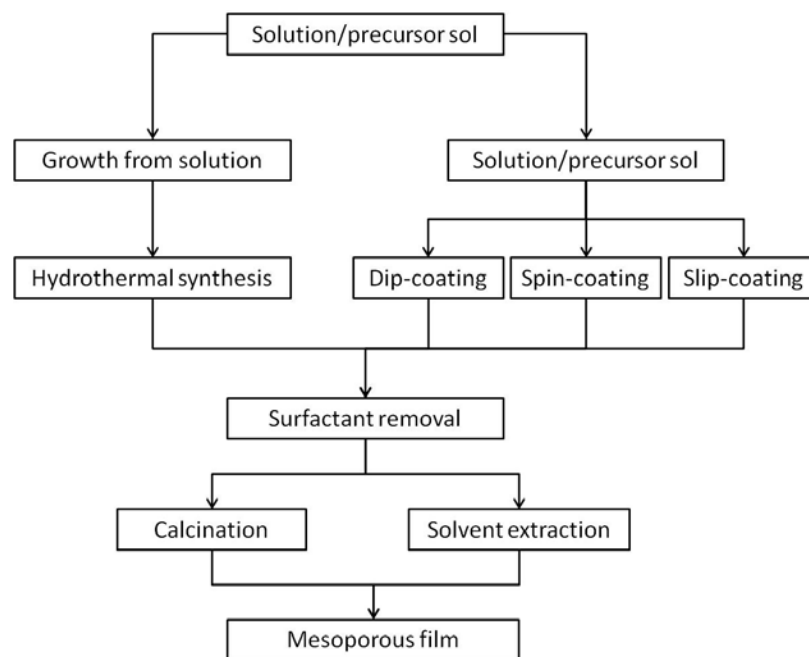 Solution/precursor sol
Growth from solution
Solution/precursor sol
Hydrothermal synthesis
Dip-coating
Spin-coating
Slip-coating
Surfactant removal
Calcination
Solvent extraction
Mesoporous film